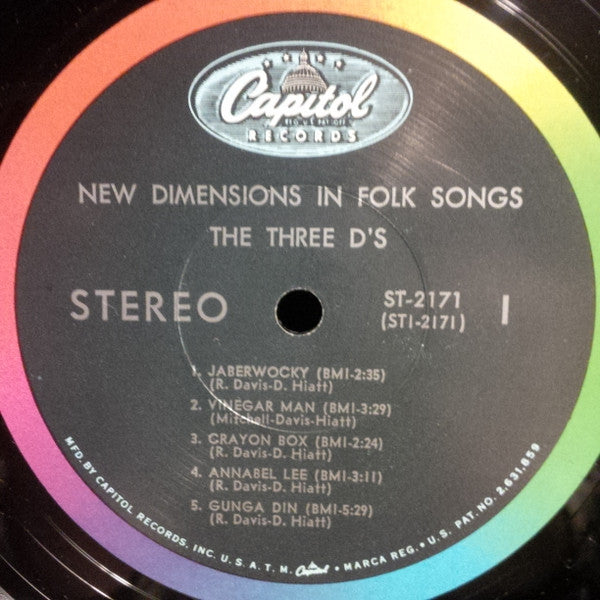 Capitol
REG. U.S. PAT. OFF.
RECORDS
NEW DIMENSIONS IN FOLK SONGS
THE THREE D'S
STEREO
ST-2171
(ST1-2171)
1
1. JABERWOCKY (BMI-2:35)
(R. Davis-D. Hiatt)
2. VINEGAR MAN (BMI-3:29)
(Mitchell-Davis-Hiatt)
3. CRAYON BOX (BMI-2:24)
(R. Davis-D. Hiatt)
4. ANNABEL LEE (BMI-3:11)
(R. Davis-D. Hiatt)
5. GUNGA DIN (BMI-5:29)
(R. Davis-D. Hiatt)
MFD. BY CAPITOL RECORDS, INC. U. S. A. T. M. Capitol • MARCA REG. • U. S. PAT. NO. 2,631,859